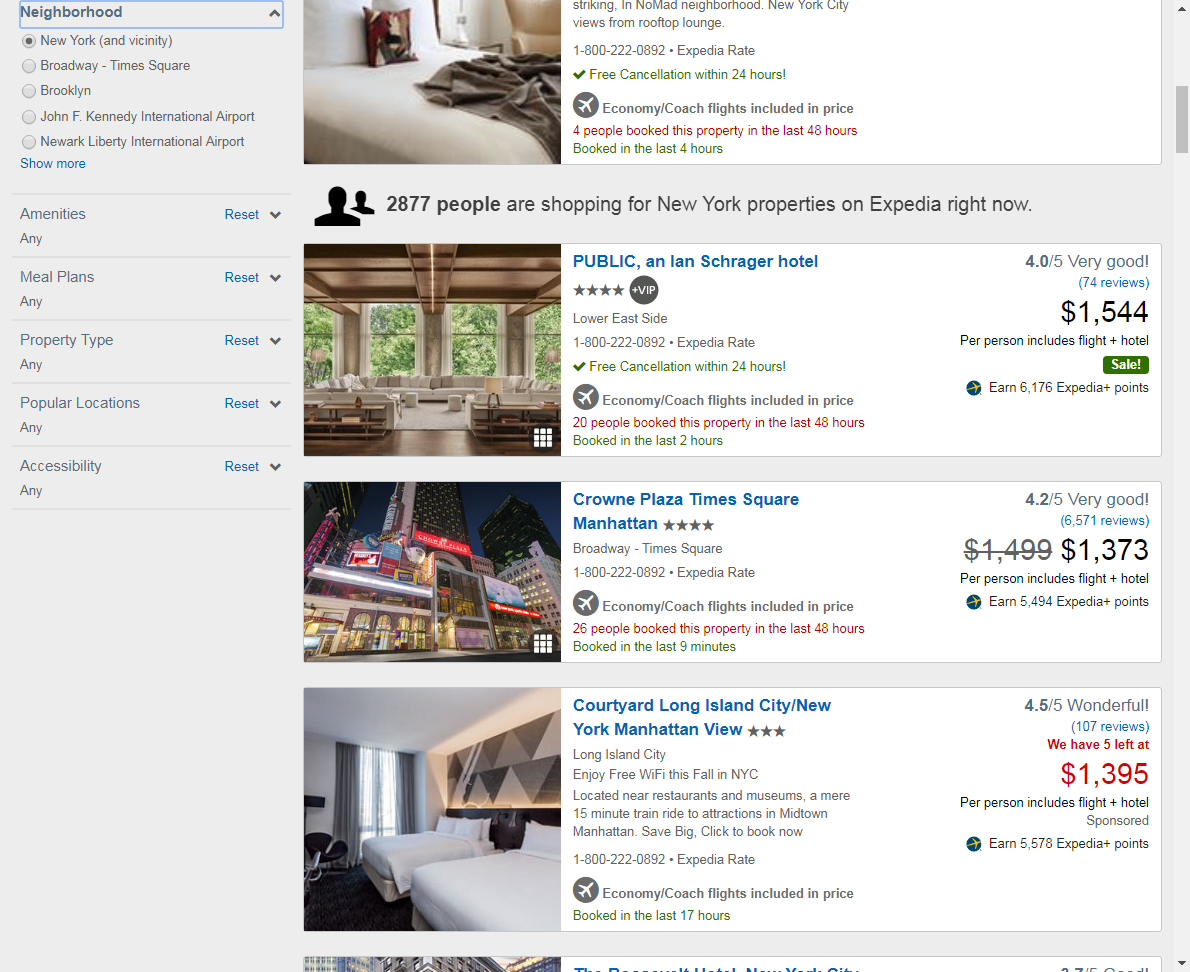 Neighborhood
New York (and vicinity)
Broadway - Times Square
Brooklyn
John F. Kennedy International Airport
Newark Liberty International Airport
Show more
Amenities Reset
Any
Meal Plans Reset
Any
Property Type Reset
Any
Popular Locations Reset
Any
Accessibility Reset
Any
striking, In NoMad neighborhood. New York City
views from rooftop lounge.
1-800-222-0892 • Expedia Rate
Free Cancellation within 24 hours!
Economy/Coach flights included in price
4 people booked this property in the last 48 hours
Booked in the last 4 hours
2877 people are shopping for New York properties on Expedia right now.
PUBLIC, an Ian Schrager hotel
+VIP
Lower East Side
1-800-222-0892 • Expedia Rate
Free Cancellation within 24 hours!
Economy/Coach flights included in price
20 people booked this property in the last 48 hours
Booked in the last 2 hours
4.0/5 Very good!
(74 reviews)
$1,544
Per person includes flight + hotel
Sale!
Earn 6,176 Expedia+ points
CROWNE PLAZA
Crowne Plaza Times Square
Manhattan
Broadway - Times Square
1-800-222-0892 • Expedia Rate
Economy/Coach flights included in price
26 people booked this property in the last 48 hours
Booked in the last 9 minutes
4.2/5 Very good!
(6,571 reviews)
$1,499 $1,373
Per person includes flight + hotel
Earn 5,494 Expedia+ points
Courtyard Long Island City/New
York Manhattan View
Long Island City
Enjoy Free WiFi this Fall in NYC
Located near restaurants and museums, a mere
15 minute train ride to attractions in Midtown
Manhattan. Save Big, Click to book now
1-800-222-0892 • Expedia Rate
Economy/Coach flights included in price
Booked in the last 17 hours
4.5/5 Wonderful!
(107 reviews)
We have 5 left at
$1,395
Per person includes flight + hotel
Sponsored
Earn 5,578 Expedia+ points
The Roosevelt Hotel, New York City
3.7/5 Good!